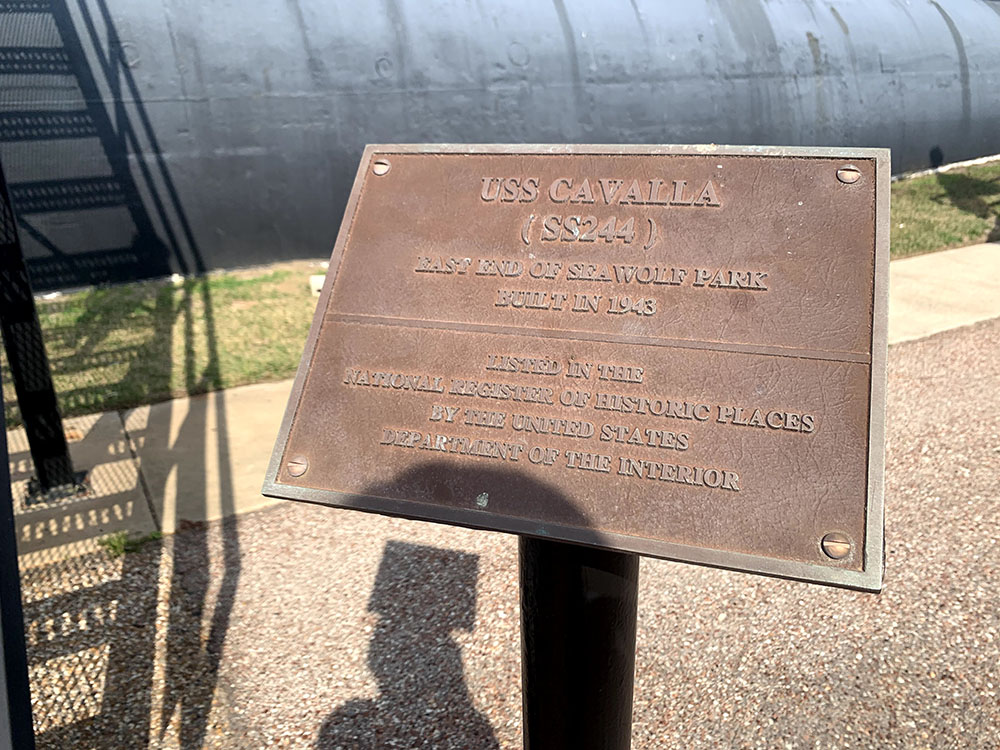 USS CAVALLA
( SS244 )
EAST END OF SEAWOLF PARK
BUILT IN 1943
LISTED IN THE
NATIONAL REGISTER OF HISTORIC PLACES
BY THE UNITED STATES
DEPARTMENT OF THE INTERIOR